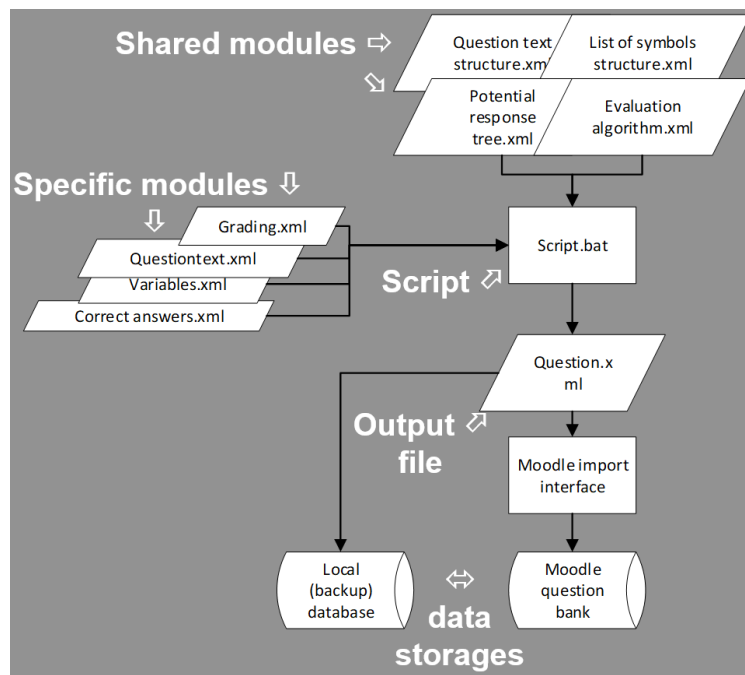 Shared modules
Question text
structure.xml
List of symbols
structure.xml
Potential
response
tree.xml
Evaluation
algorithm.xml
Specific modules
Grading.xml
Questiontext.xml
Variables.xml
Correct answers.xml
Script.bat
Script
Question.x
ml
Output
file
Moodle import
interface
Local
(backup)
database
data
storages
Moodle
question
bank